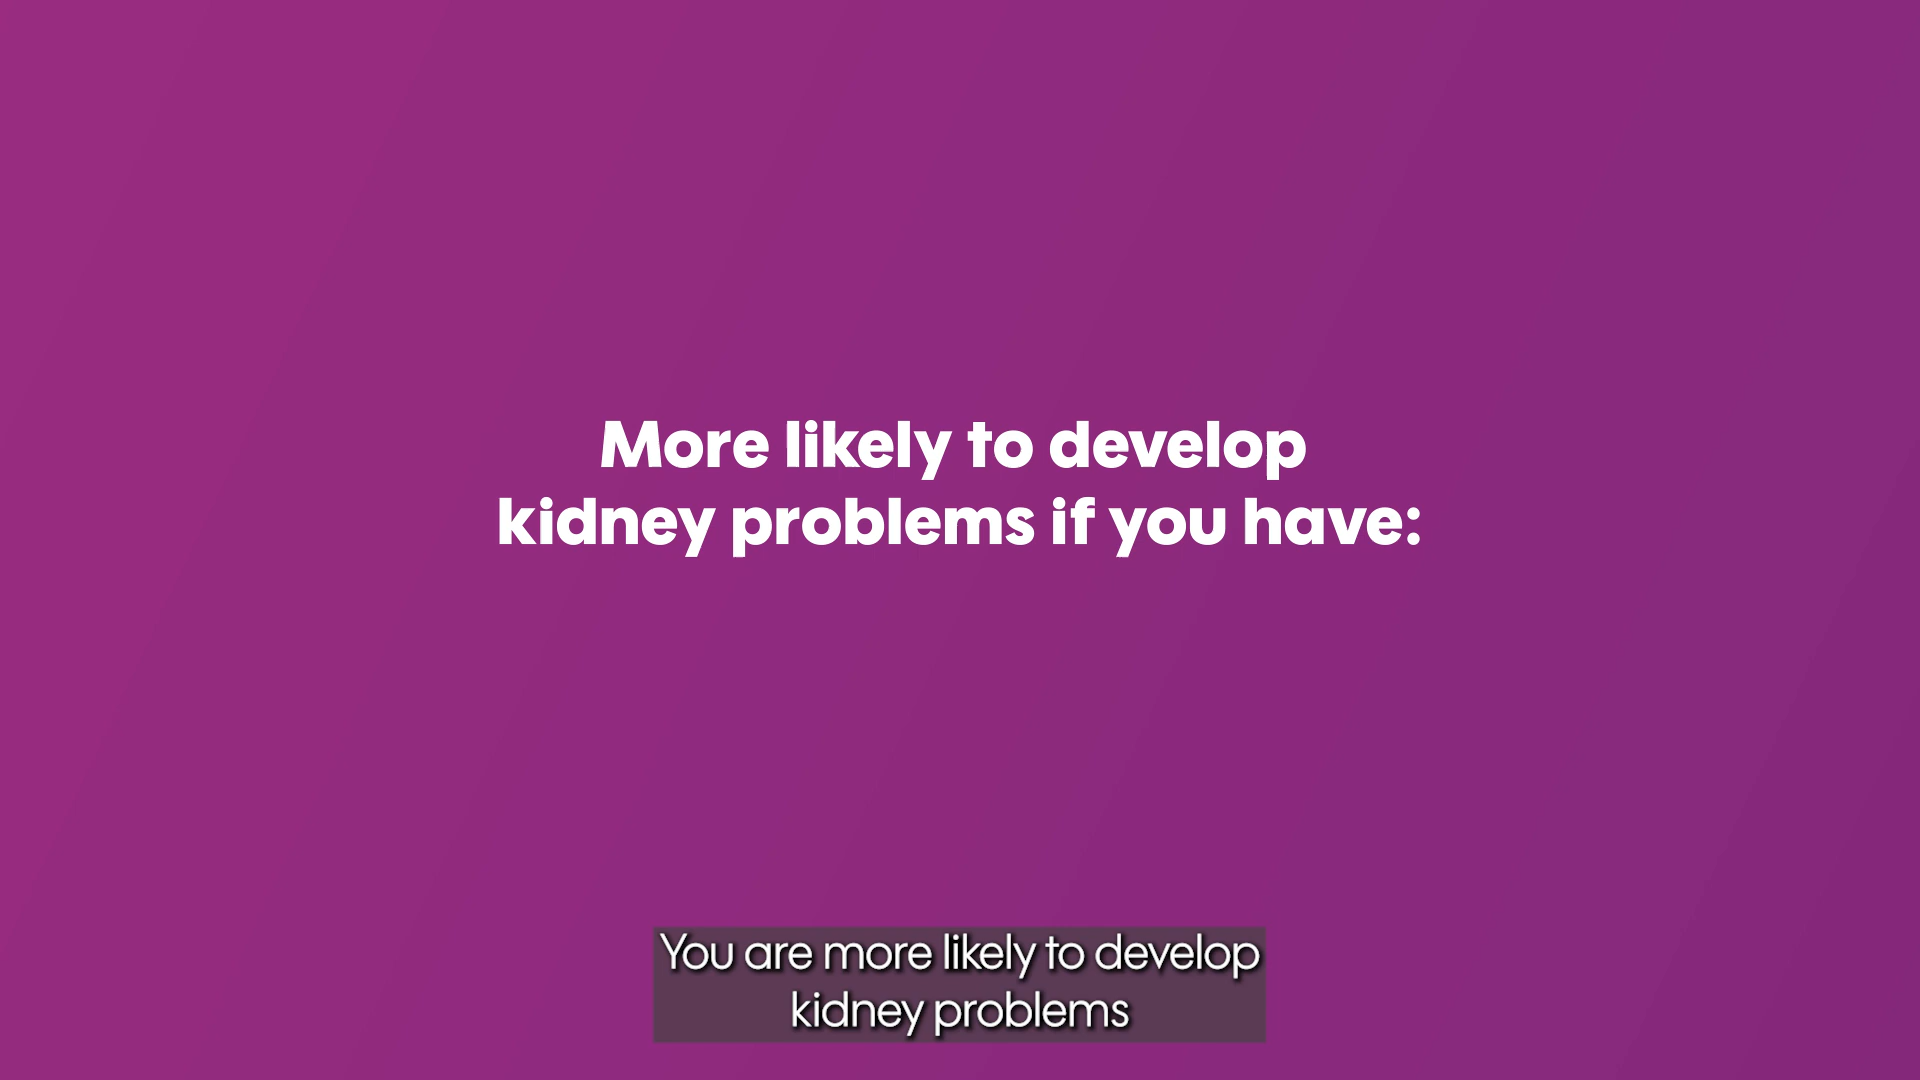 More likely to develop
kidney problems if you have:
You are more likely to develop
kidney problems